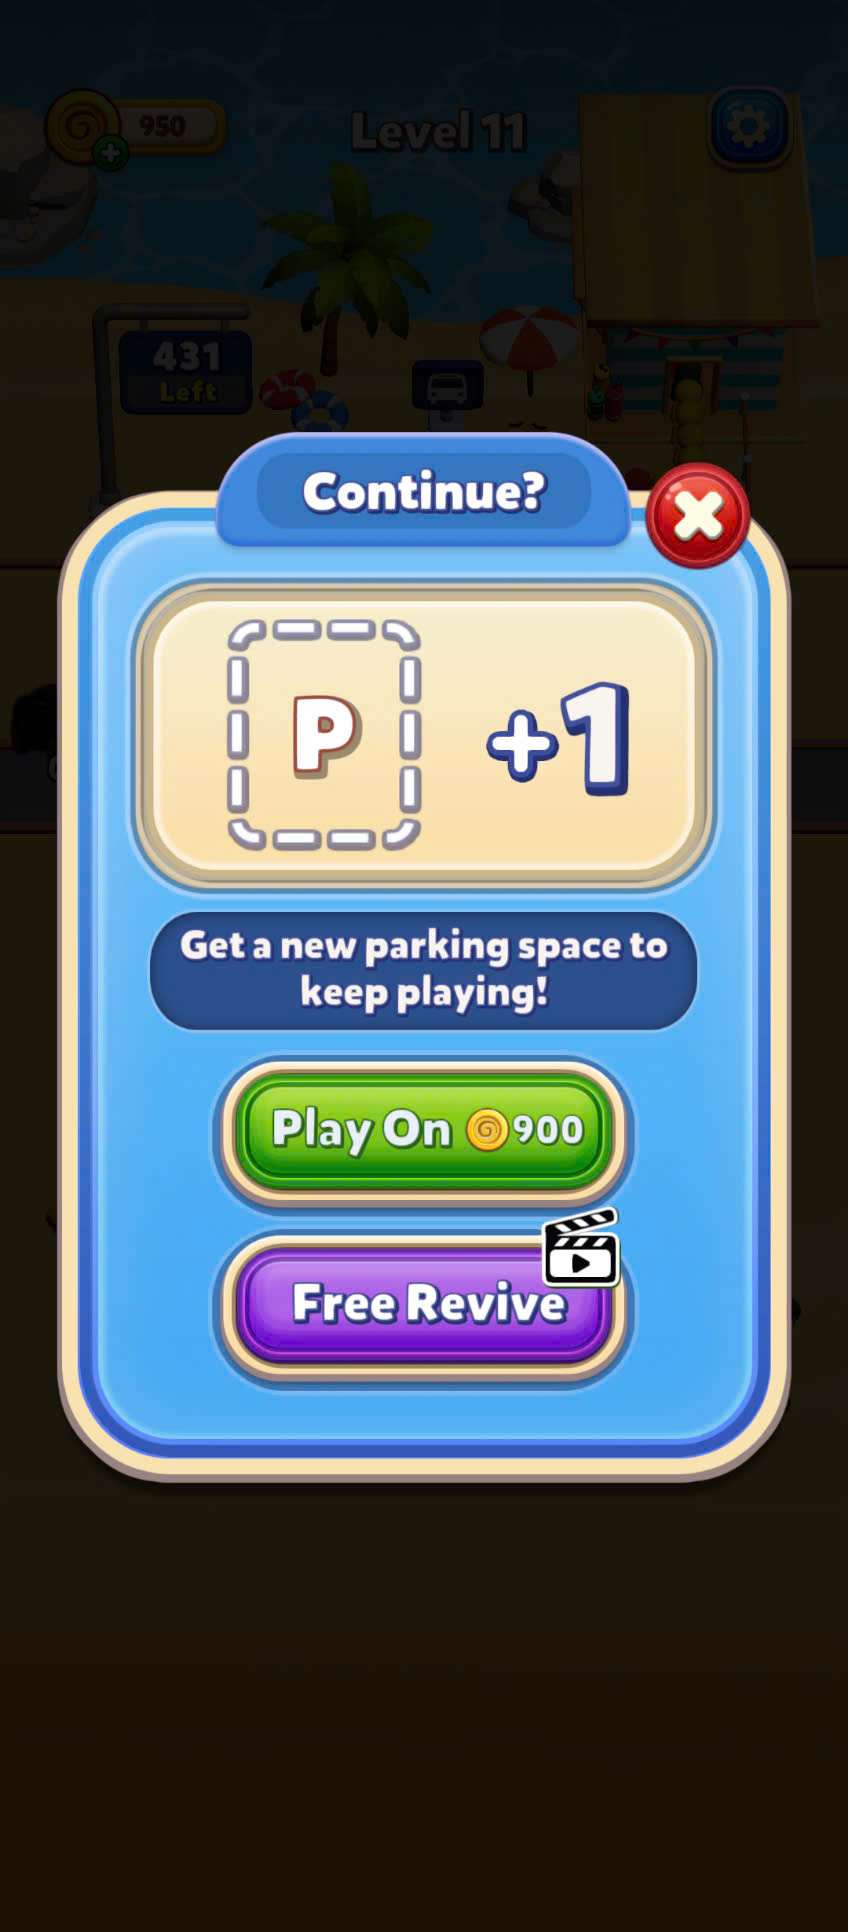 950
Level 11
431
Left
Continue?
P
+1
Get a new parking space to
keep playing!
Play On 900
Free Revive